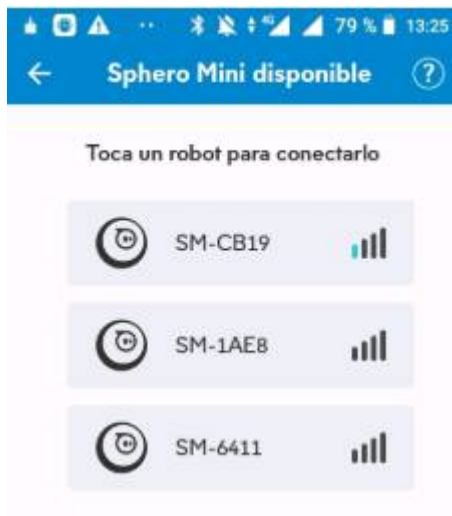 79 % 13:25
Sphero Mini disponible ?
Toca un robot para conectarlo
SM-CB19
SM-1AE8
SM-6411